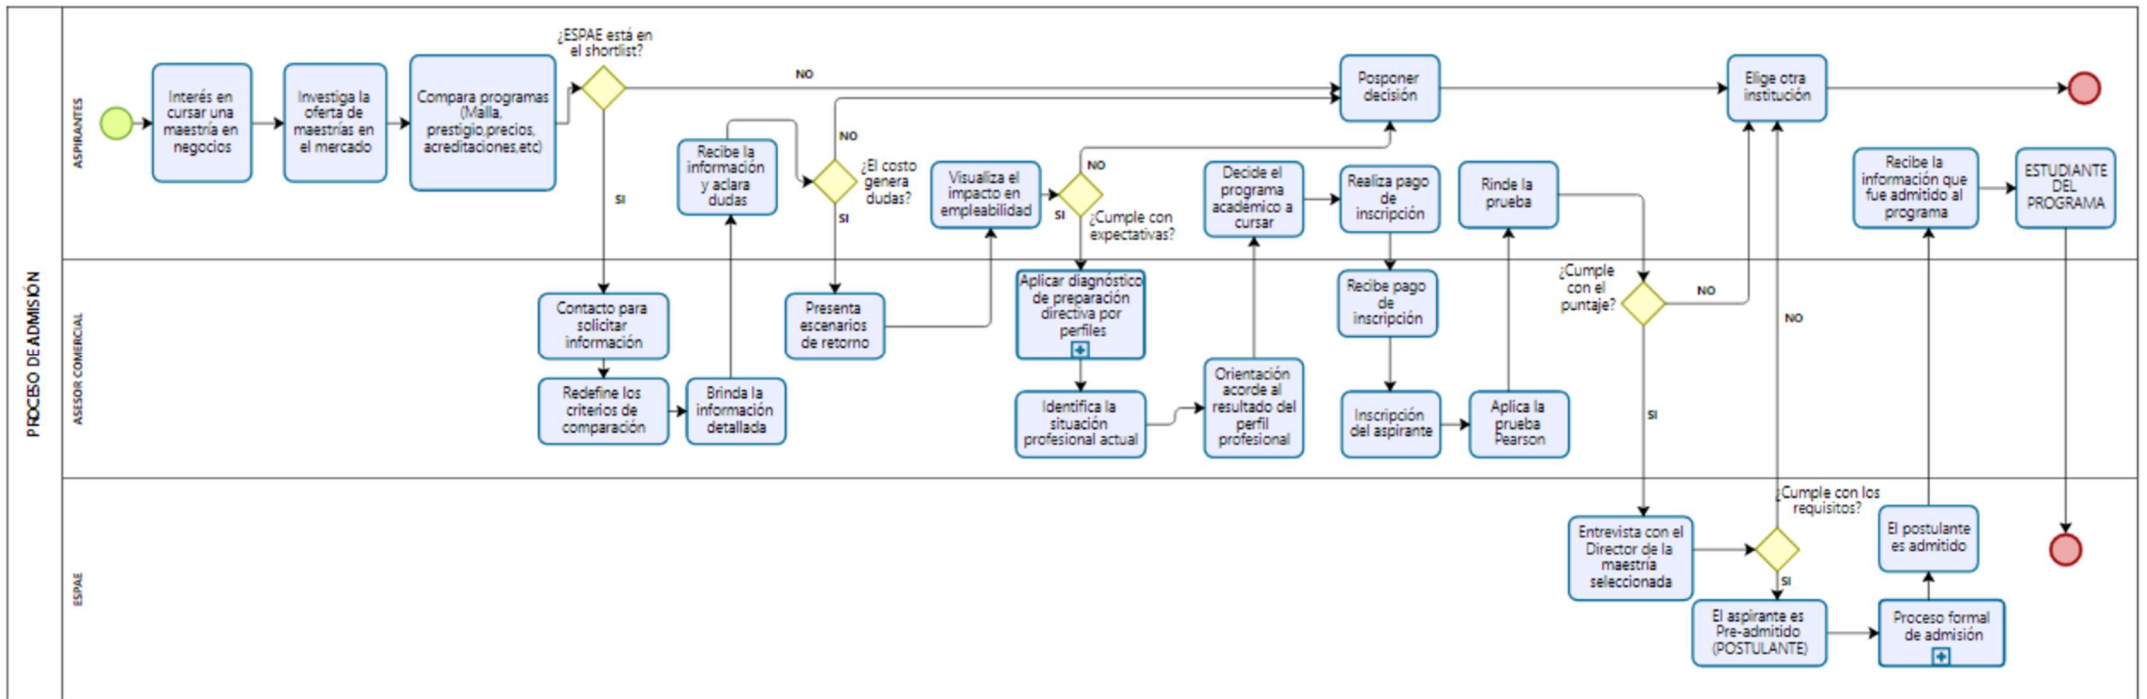 PROCESO DE ADMISIÓN
ASPIRANTES
Interés en
cursar una
maestría en
negocios
Investiga la
oferta de
maestrías en
el mercado
Compara programas
(Malla,
prestigio,precios,
acreditaciones,etc)
¿ESPAE está en
el shortlist?
NO
SI
Recibe la
información
y aclara
dudas
¿El costo
genera
dudas?
NO
SI
Visualiza el
impacto en
empleabilidad
¿Cumple con
expectativas?
NO
SI
Posponer
decisión
Elige otra
institución
Decide el
programa
académico a
cursar
Realiza pago
de
inscripción
Rinde la
prueba
Recibe la
información que
fue admitido al
programa
ESTUDIANTE
DEL
PROGRAMA
ASESOR COMERCIAL
Contacto para
solicitar
información
Redefine los
criterios de
comparación
Brinda la
información
detallada
Presenta
escenarios
de retorno
Aplicar diagnóstico
de preparación
directiva por
perfiles
Identifica la
situación
profesional actual
Orientación
acorde al
resultado del
perfil
profesional
Recibe pago
de
inscripción
Inscripción
del aspirante
Aplica la
prueba
Pearson
¿Cumple
con el
puntaje?
NO
SI
NO
ESPAE
Entrevista con el
Director de la
maestría
seleccionada
¿Cumple con los
requisitos?
SI
El aspirante es
Pre-admitido
(POSTULANTE)
Proceso formal
de admisión
El postulante
es admitido